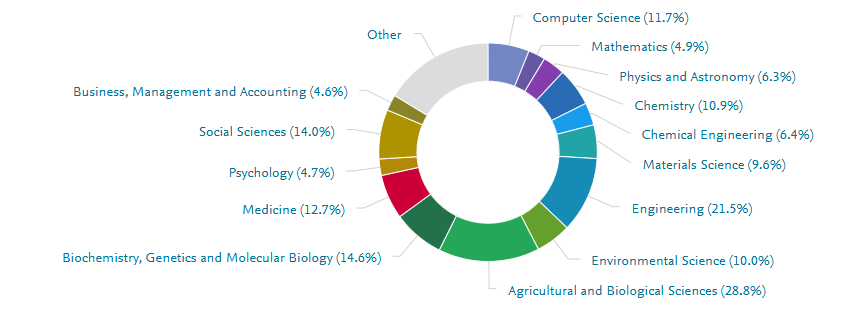 Computer Science (11.7%)
Other
Mathematics (4.9%)
Physics and Astronomy (6.3%)
Business, Management and Accounting (4.6%)
Chemistry (10.9%)
Social Sciences (14.0%)
Chemical Engineering (6.4%)
Materials Science (9.6%)
Psychology (4.7%)
Medicine (12.7%)
Engineering (21.5%)
Biochemistry, Genetics and Molecular Biology (14.6%)
Environmental Science (10.0%)
Agricultural and Biological Sciences (28.8%)